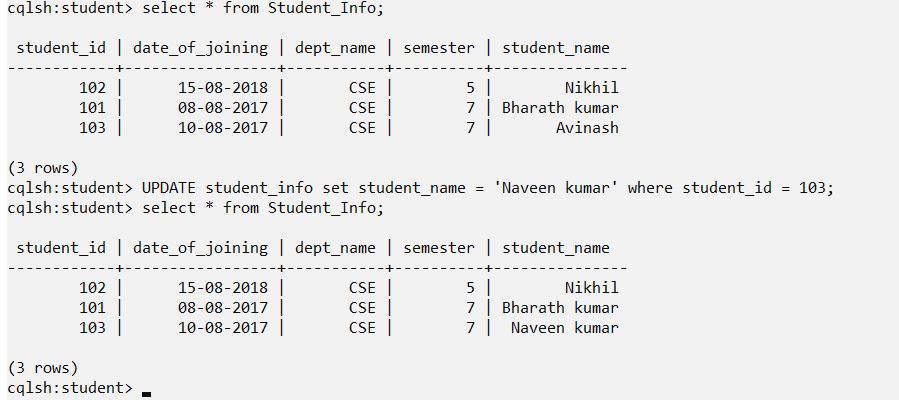 cqlsh:student> select * from Student_Info;
student_id | date_of_joining | dept_name | semester | student_name
------------+-----------------+-----------+----------+--------------
102 | 15-08-2018 | CSE | 5 | Nikhil
101 | 08-08-2017 | CSE | 7 | Bharath kumar
103 | 10-08-2017 | CSE | 7 | Avinash
(3 rows)
cqlsh:student> UPDATE student_info set student_name = 'Naveen kumar' where student_id = 103;
cqlsh:student> select * from Student_Info;
student_id | date_of_joining | dept_name | semester | student_name
------------+-----------------+-----------+----------+--------------
102 | 15-08-2018 | CSE | 5 | Nikhil
101 | 08-08-2017 | CSE | 7 | Bharath kumar
103 | 10-08-2017 | CSE | 7 | Naveen kumar
(3 rows)
cqlsh:student>